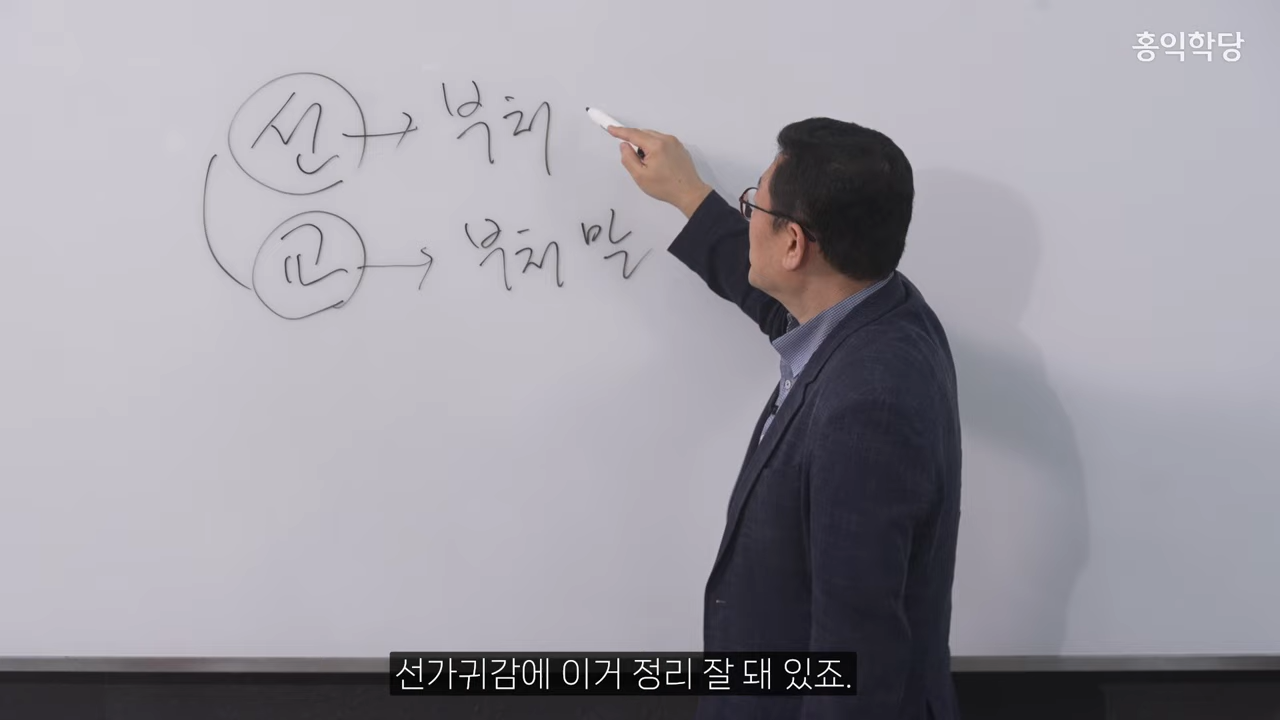 홍익학당
선 → 부처
교 → 부처 말
선가귀감에 이거 정리 잘 돼 있죠.